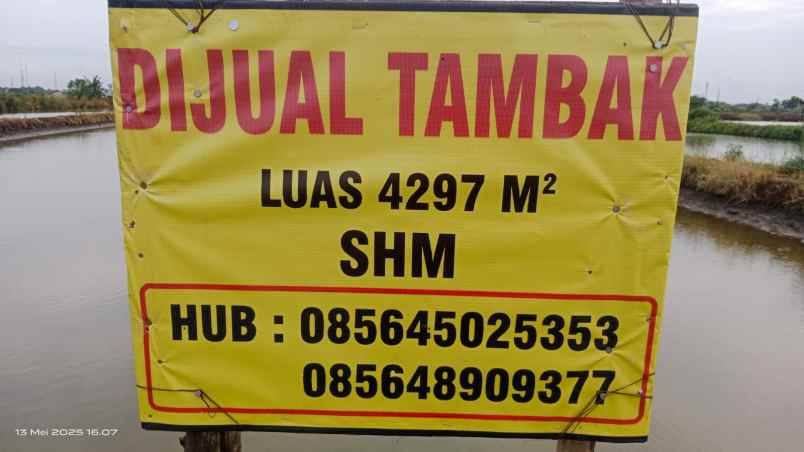 DIJUAL TAMBAK
LUAS 4297 M²
SHM
HUB : 085645025353
085648909377
13 Mei 2025 16.07